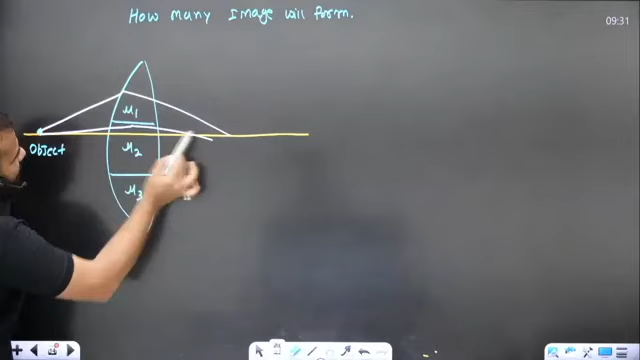 How many Image will form.
09:31
μ1
Object
μ2
μ3